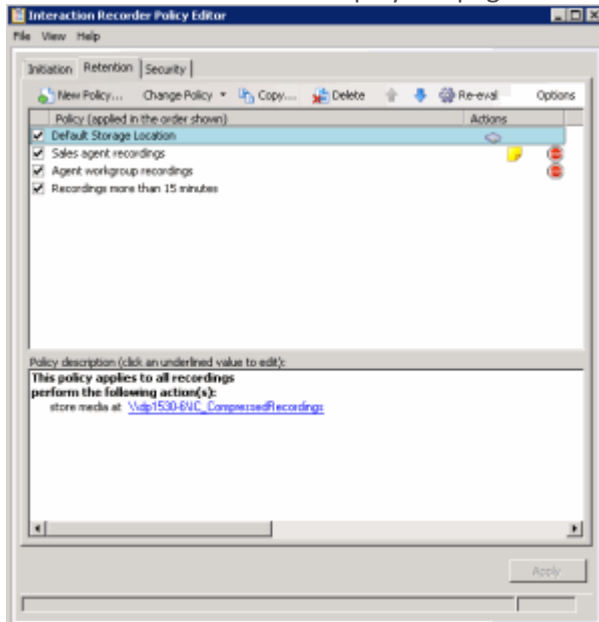 Interaction Recorder Policy Editor
File View Help
Initiation Retention Security
New Policy... Change Policy Copy... Delete Re-eval Options
Policy (applied in the order shown) Actions
Default Storage Location
Sales agent recordings
Agent workgroup recordings
Recordings more than 15 minutes
Policy description (click an underlined value to edit):
This policy applies to all recordings
perform the following action(s):
store media at
Apply